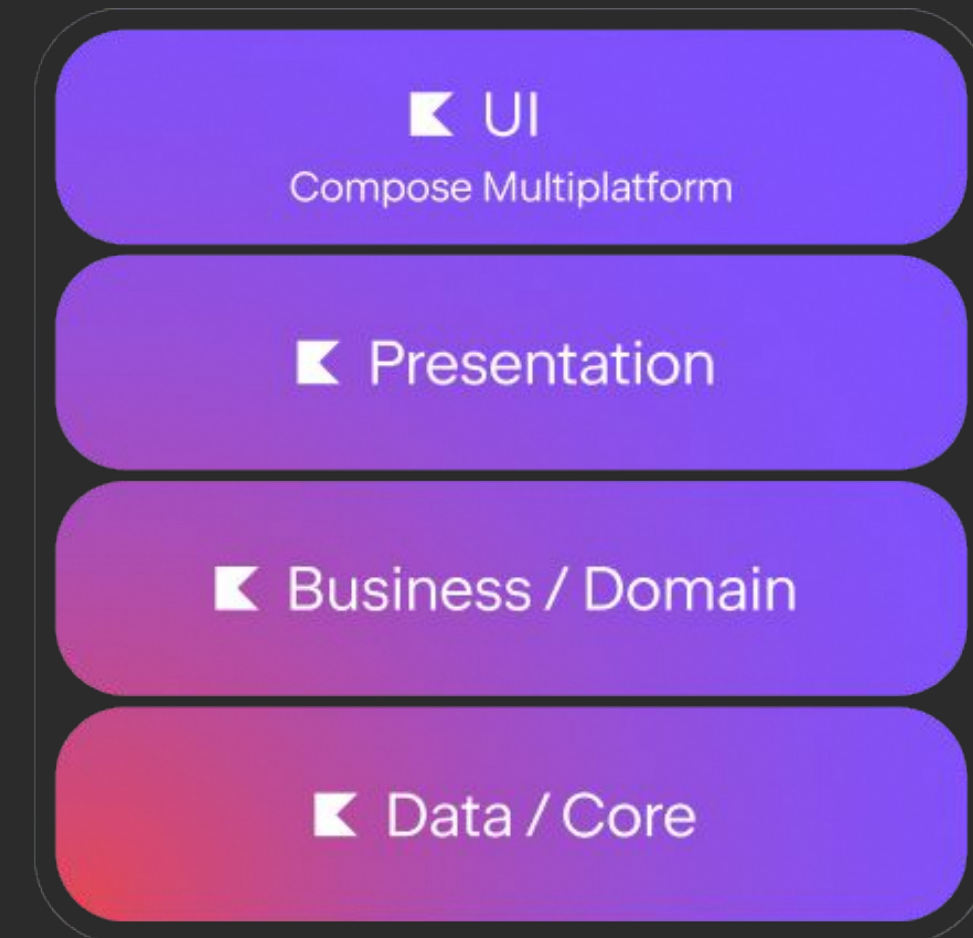 UI
Compose Multiplatform
Presentation
Business / Domain
Data / Core